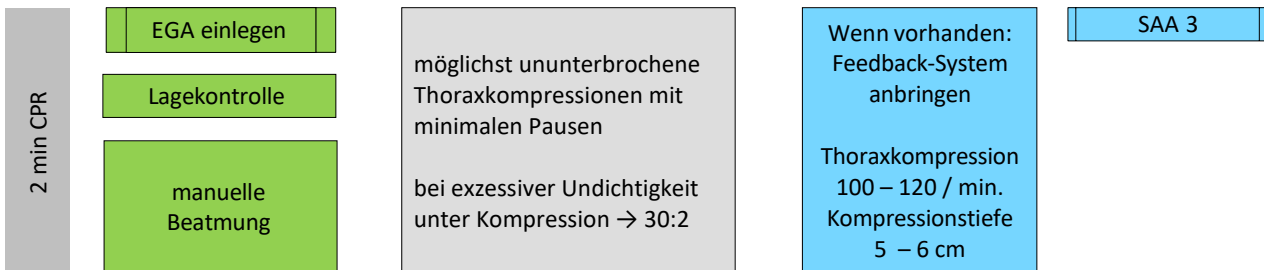 2 min CPR
EGA einlegen
Lagekontrolle
manuelle
Beatmung
möglichst ununterbrochene
Thoraxkompressionen mit
minimalen Pausen
bei exzessiver Undichtigkeit
unter Kompression → 30:2
Wenn vorhanden:
Feedback-System
anbringen
Thoraxkompression
100 – 120 / min.
Kompressionstiefe
5 – 6 cm
SAA 3